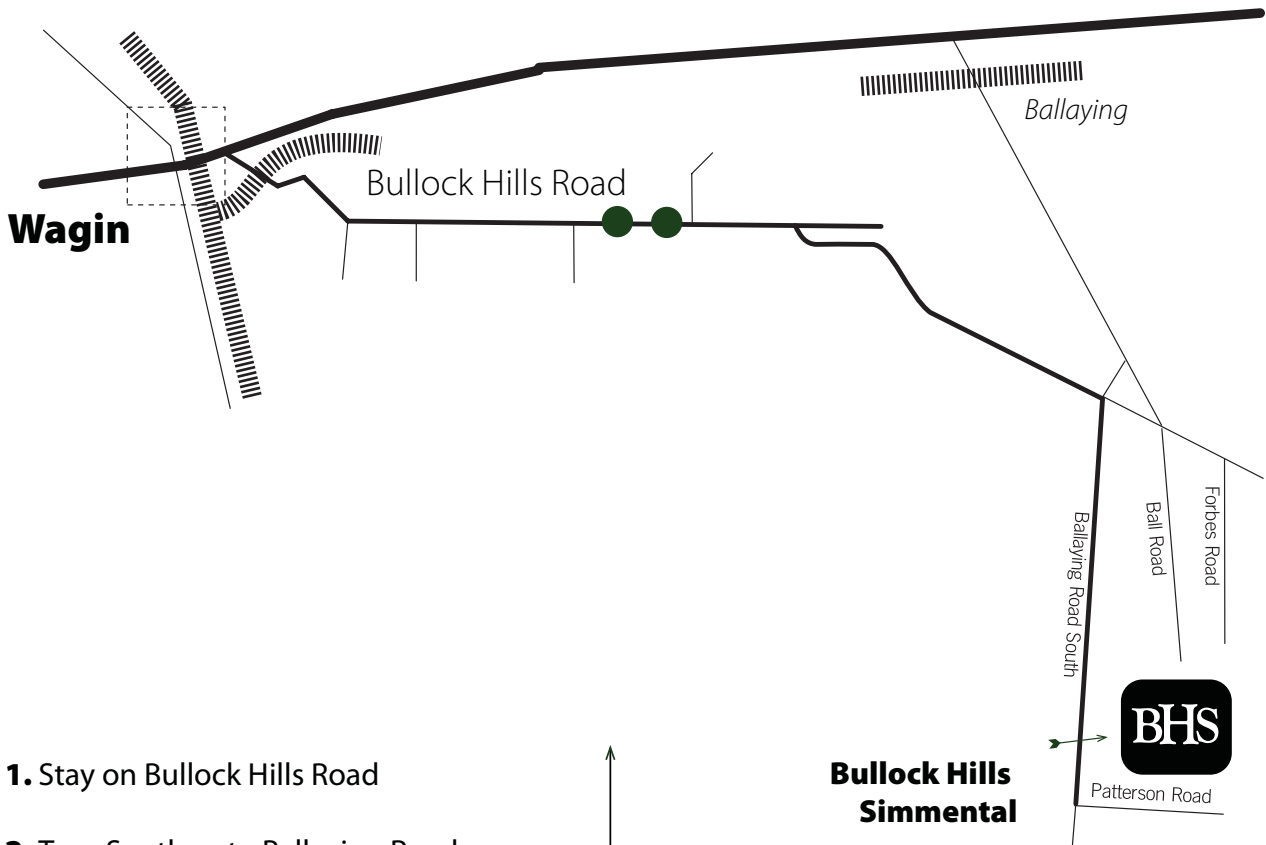 Ballaying
Bullock Hills Road
Wagin
Ballaying Road South
Ball Road
Forbes Road
BHS
Bullock Hills
Simmental
Patterson Road
1. Stay on Bullock Hills Road